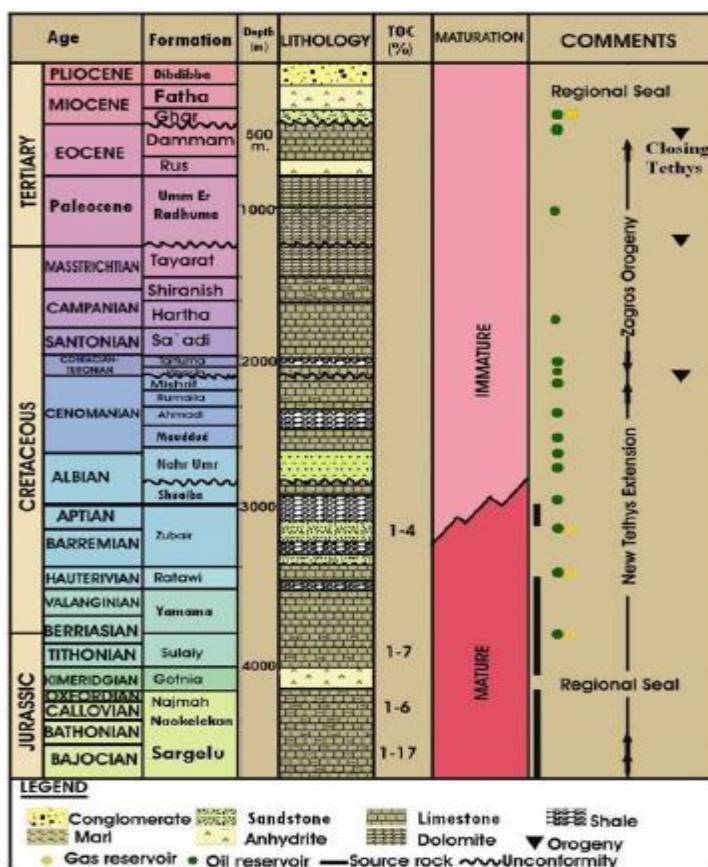 Age Formation Depth (m) LITHOLOGY TOC (%) MATURATION COMMENTS
TERTIARY
CRETACEOUS
JURASSIC
PLIOCENE
MIOCENE
EOCENE
Paleocene
MASSTRICHTIAN
CAMPANIAN
SANTONIAN
CENOMANIAN
ALBIAN
APTIAN
BARREMIAN
HAUTERIVIAN
VALANGINIAN
BERRIASIAN
TITHONIAN
KIMERIDGIAN
OXFORDIAN
CALLOVIAN
BATHONIAN
BAJOCIAN
Dibdibba
Fatha
Ghar
Dammam
Rus
Umm Er
Radhuma
Tayarat
Shiranish
Hartha
Sa`adi
Mishrif
Rumaila
Ahmadi
Mauddud
Nahr Umr
Shuaiba
Zubair
Ratawi
Yamama
Sulaiy
Gotnia
Najmah
Naokelekan
Sargelu
500
m.
1000
2000
3000
4000
1-4
1-7
1-6
1-17
IMMATURE
MATURE
Regional Seal
Closing
Tethys
Zogros Orogeny
New Tethys Extension
Regional Seal
LEGEND
Conglomerate Sandstone Limestone Shale
Marl Anhydrite Dolomite Orogeny
Gas reservoir Oil reservoir Source rock Unconformity